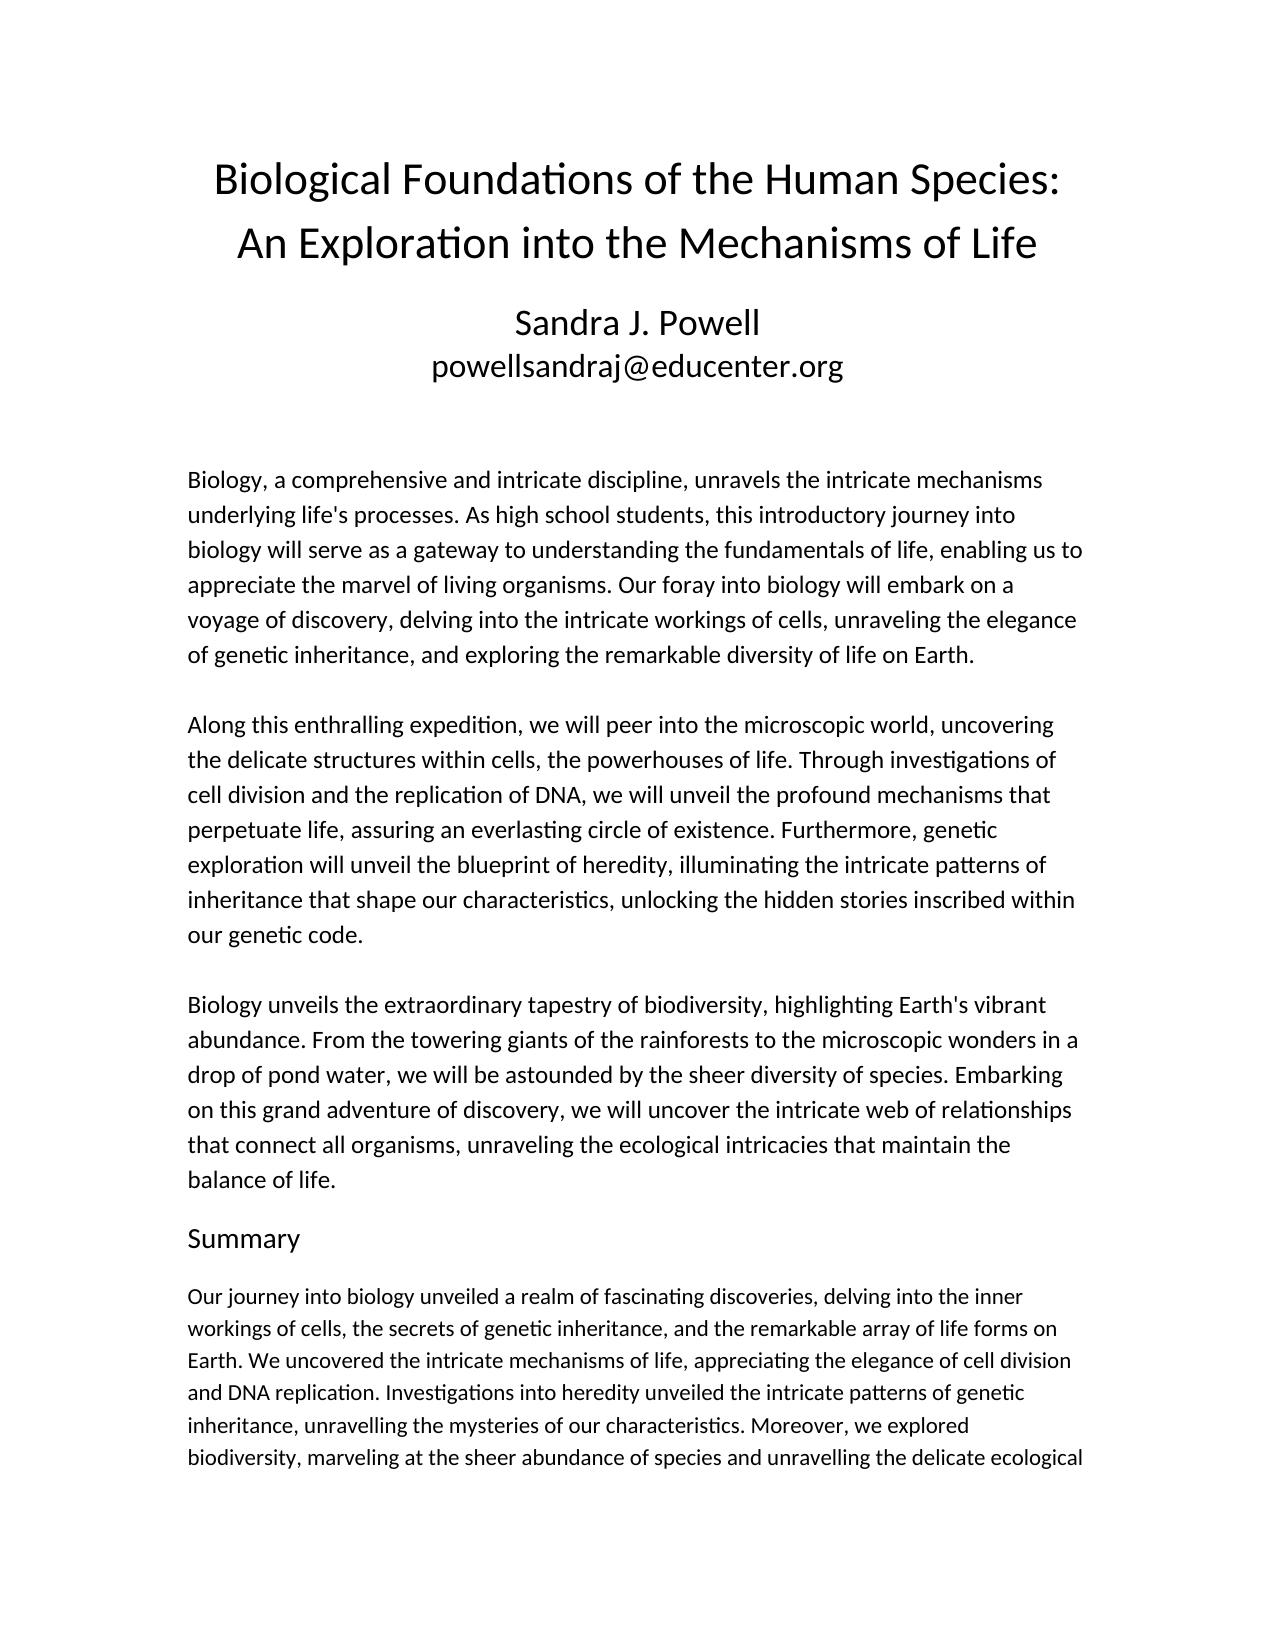 Biological Foundations of the Human Species:
An Exploration into the Mechanisms of Life
Sandra J. Powell
powellsandraj@educenter.org
Biology, a comprehensive and intricate discipline, unravels the intricate mechanisms
underlying life's processes. As high school students, this introductory journey into
biology will serve as a gateway to understanding the fundamentals of life, enabling us to
appreciate the marvel of living organisms. Our foray into biology will embark on a
voyage of discovery, delving into the intricate workings of cells, unraveling the elegance
of genetic inheritance, and exploring the remarkable diversity of life on Earth.
Along this enthralling expedition, we will peer into the microscopic world, uncovering
the delicate structures within cells, the powerhouses of life. Through investigations of
cell division and the replication of DNA, we will unveil the profound mechanisms that
perpetuate life, assuring an everlasting circle of existence. Furthermore, genetic
exploration will unveil the blueprint of heredity, illuminating the intricate patterns of
inheritance that shape our characteristics, unlocking the hidden stories inscribed within
our genetic code.
Biology unveils the extraordinary tapestry of biodiversity, highlighting Earth's vibrant
abundance. From the towering giants of the rainforests to the microscopic wonders in a
drop of pond water, we will be astounded by the sheer diversity of species. Embarking
on this grand adventure of discovery, we will uncover the intricate web of relationships
that connect all organisms, unraveling the ecological intricacies that maintain the
balance of life.
Summary
Our journey into biology unveiled a realm of fascinating discoveries, delving into the inner
workings of cells, the secrets of genetic inheritance, and the remarkable array of life forms on
Earth. We uncovered the intricate mechanisms of life, appreciating the elegance of cell division
and DNA replication. Investigations into heredity unveiled the intricate patterns of genetic
inheritance, unravelling the mysteries of our characteristics. Moreover, we explored
biodiversity, marveling at the sheer abundance of species and unravelling the delicate ecological